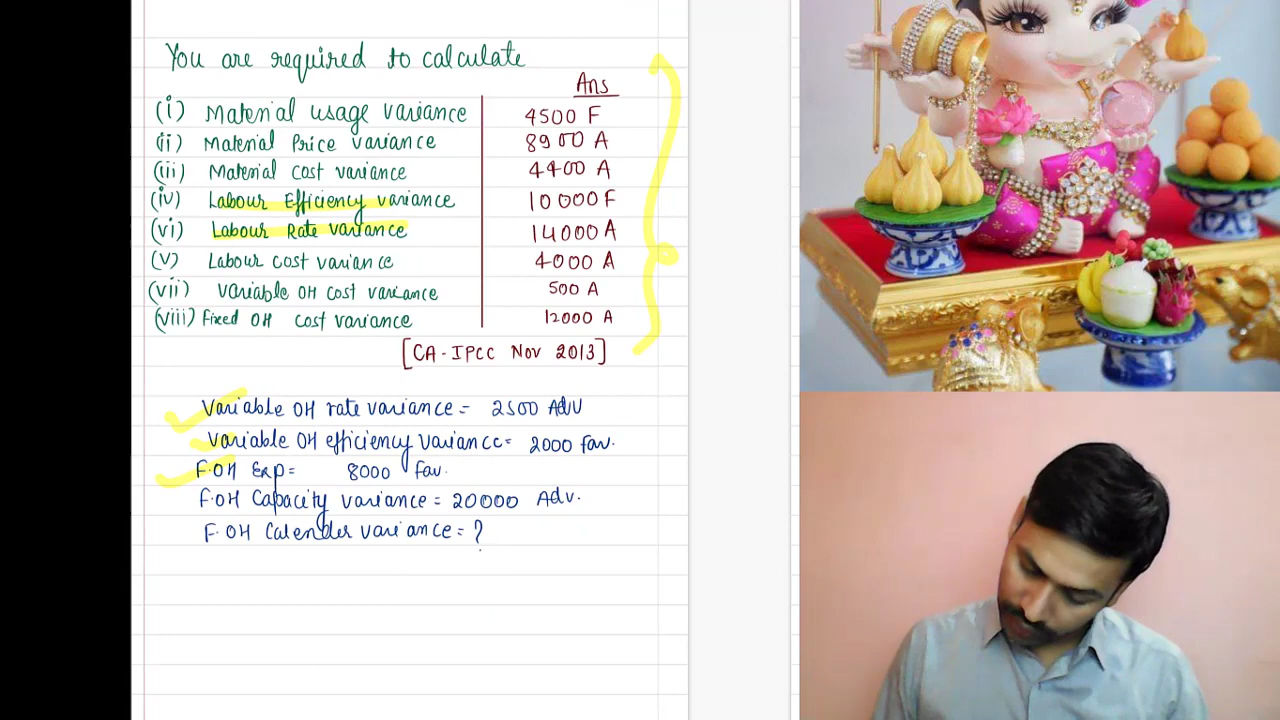 You are required to calculate
Ans
(i) Material usage variance 4500 F
(ii) Material Price variance 8900 A
(iii) Material cost variance 4400 A
(iv) Labour Efficiency variance 10000 F
(vi) Labour Rate variance 14000 A
(v) Labour cost variance 4000 A
(vii) Variable OH cost variance 500 A
(viii) Fixed OH cost variance 12000 A
[CA-IPCC Nov 2013]
Variable OH rate variance = 2500 Adv
Variable OH efficiency variance = 2000 fav.
F.OH Exp = 8000 fav.
F.OH Capacity variance = 20000 Adv.
F.OH Calender variance = ?